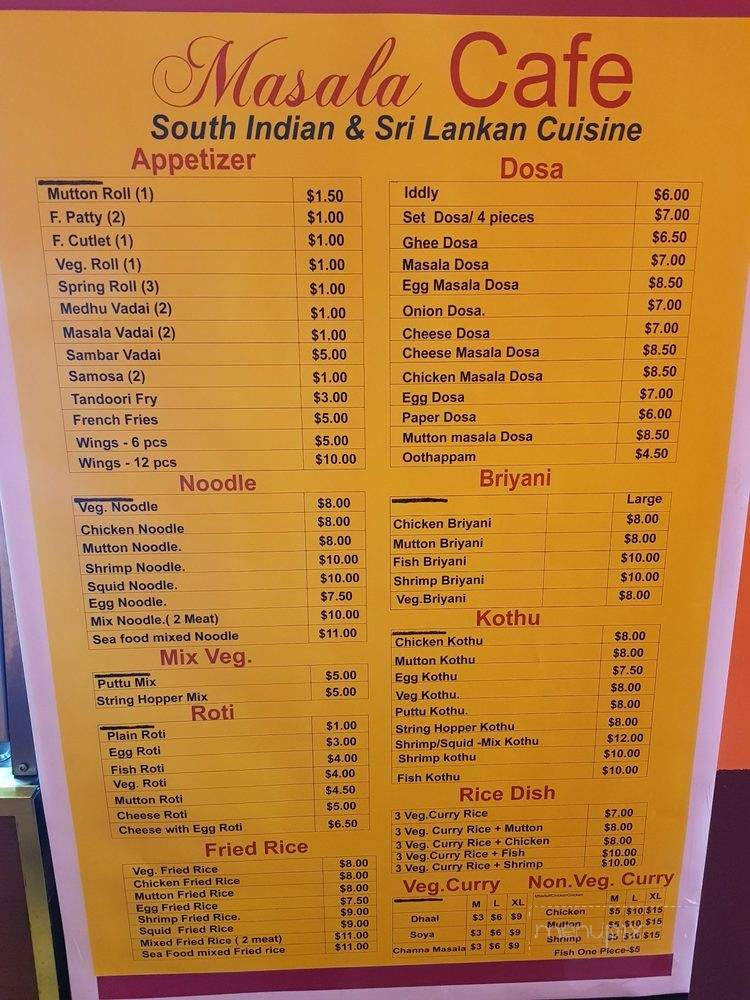 Masala Cafe
South Indian & Sri Lankan Cuisine
Appetizer
Mutton Roll (1) $1.50
F. Patty (2) $1.00
F. Cutlet (1) $1.00
Veg. Roll (1) $1.00
Spring Roll (3) $1.00
Medhu Vadai (2) $1.00
Masala Vadai (2) $1.00
Sambar Vadai $5.00
Samosa (2) $1.00
Tandoori Fry $3.00
French Fries $5.00
Wings - 6 pcs $5.00
Wings - 12 pcs $10.00
Noodle
Veg. Noodle $8.00
Chicken Noodle $8.00
Mutton Noodle. $8.00
Shrimp Noodle. $10.00
Squid Noodle. $10.00
Egg Noodle. $7.50
Mix Noodle.( 2 Meat) $10.00
Sea food mixed Noodle $11.00
Mix Veg.
Puttu Mix $5.00
String Hopper Mix $5.00
Roti
Plain Roti $1.00
Egg Roti $3.00
Fish Roti $4.00
Veg. Roti $4.00
Mutton Roti $4.50
Cheese Roti $5.00
Cheese with Egg Roti $6.50
Fried Rice
Veg. Fried Rice $8.00
Chicken Fried Rice $8.00
Mutton Fried Rice $8.00
Egg Fried Rice $7.50
Shrimp Fried Rice. $9.00
Squid Fried Rice $9.00
Mixed Fried Rice ( 2 meat) $11.00
Sea Food mixed Fried Rice $11.00
Dosa
Iddly $6.00
Set Dosa/ 4 pieces $7.00
Ghee Dosa $6.50
Masala Dosa $7.00
Egg Masala Dosa $8.50
Onion Dosa. $7.00
Cheese Dosa $7.00
Cheese Masala Dosa $8.50
Chicken Masala Dosa $8.50
Egg Dosa $7.00
Paper Dosa $6.00
Mutton masala Dosa $8.50
Oothappam $4.50
Briyani
Large
Chicken Briyani $8.00
Mutton Briyani $8.00
Fish Briyani $10.00
Shrimp Briyani $10.00
Veg.Briyani $8.00
Kothu
Chicken Kothu $8.00
Mutton Kothu $8.00
Egg Kothu $7.50
Veg Kothu. $8.00
Puttu Kothu. $8.00
String Hopper Kothu $8.00
Shrimp/Squid -Mix Kothu $12.00
Shrimp kothu $10.00
Fish Kothu $10.00
Rice Dish
3 Veg.Curry Rice $7.00
3 Veg. Curry Rice + Mutton $8.00
3 Veg. Curry Rice + Chicken $8.00
3 Veg.Curry Rice + Fish $10.00
3 Veg.Curry Rice + Shrimp $10.00
Veg.Curry
M L XL
Dhaal $3 $6 $9
Soya $3 $6 $9
Channa Masala $3 $6 $9
Non.Veg. Curry
M L XL
Chicken $5 $10 $15
Mutton $5 $10 $15
Shrimp $5 $10 $15
Fish One Piece-$5
menupix